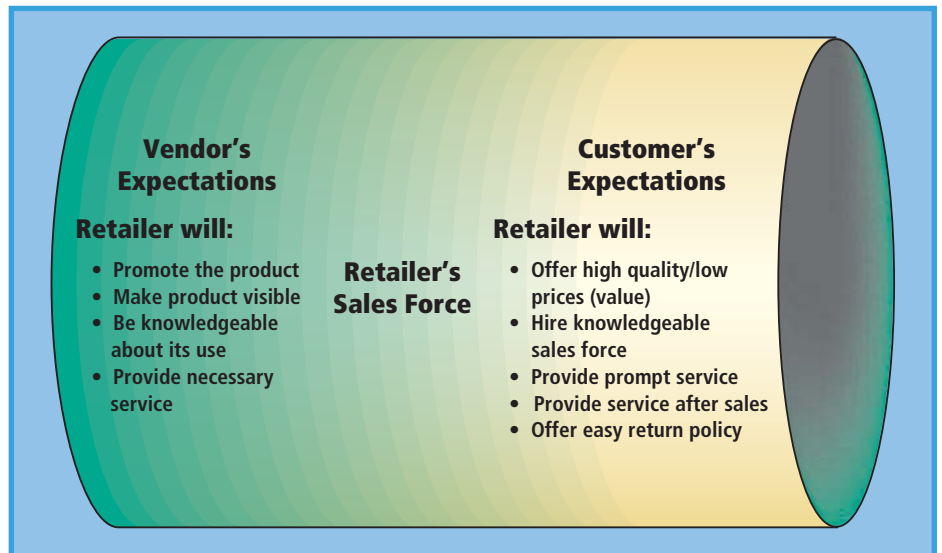 Vendor's
Expectations
Retailer will:
• Promote the product
• Make product visible
• Be knowledgeable
about its use
• Provide necessary
service
Retailer's
Sales Force
Customer's
Expectations
Retailer will:
• Offer high quality/low
prices (value)
• Hire knowledgeable
sales force
• Provide prompt service
• Provide service after sales
• Offer easy return policy